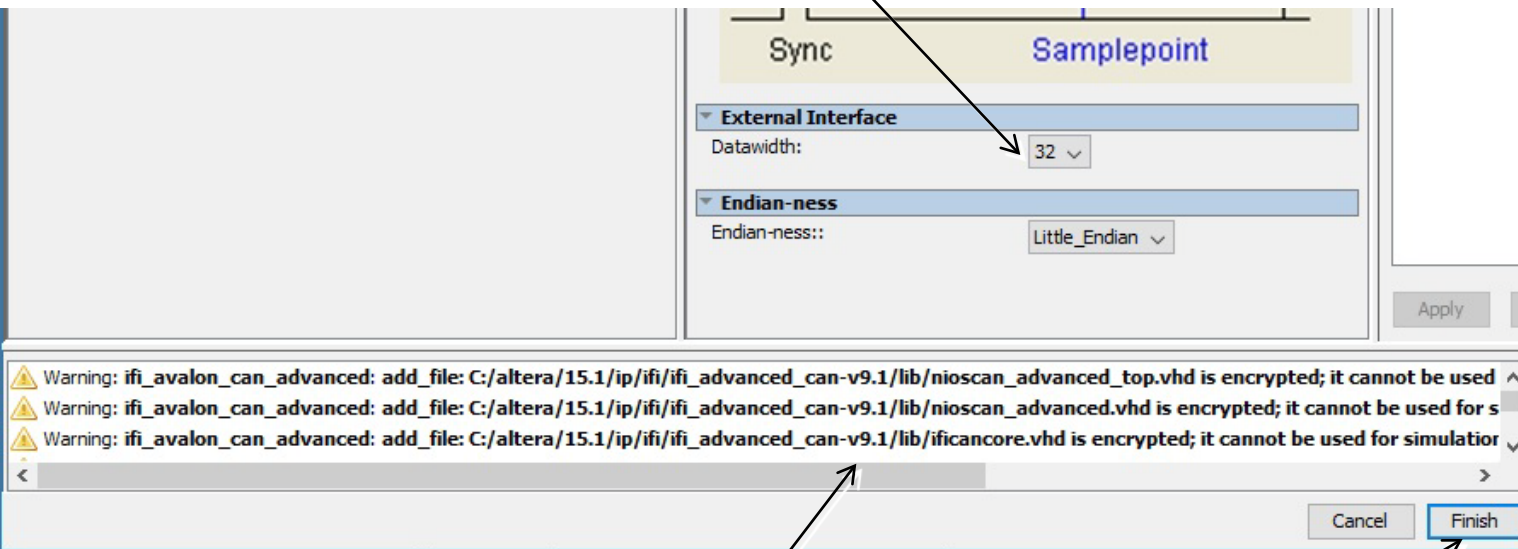 Sync Samplepoint
External Interface
Datawidth: 32
Endian-ness
Endian-ness:: Little_Endian
Apply
Warning: ifi_avalon_can_advanced: add_file: C:/altera/15.1/ip/ifi/ifi_advanced_can-v9.1/lib/nioscan_advanced_top.vhd is encrypted; it cannot be used
Warning: ifi_avalon_can_advanced: add_file: C:/altera/15.1/ip/ifi/ifi_advanced_can-v9.1/lib/nioscan_advanced.vhd is encrypted; it cannot be used for s
Warning: ifi_avalon_can_advanced: add_file: C:/altera/15.1/ip/ifi/ifi_advanced_can-v9.1/lib/ificancore.vhd is encrypted; it cannot be used for simulation
Cancel Finish